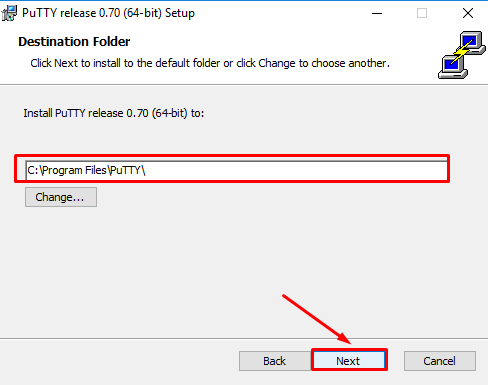 PuTTY release 0.70 (64-bit) Setup
Destination Folder
Click Next to install to the default folder or click Change to choose another.
Install PuTTY release 0.70 (64-bit) to:
C:\Program Files\PuTTY\
Change...
Back Next Cancel